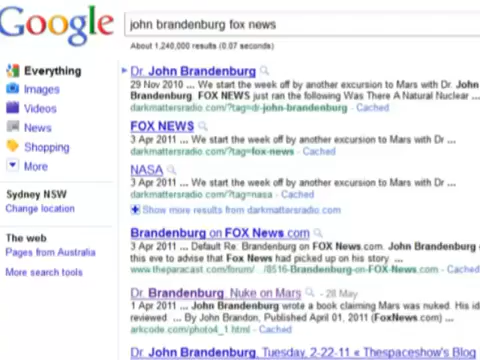 Google
john brandenburg fox news
About 1,240,000 results (0.07 seconds)
Everything
Images
Videos
News
Shopping
More
Sydney NSW
Change location
The web
Pages from Australia
More search tools
Dr. John Brandenburg
29 Nov 2010 ... We start the week off by another excursion to Mars with Dr. John
Brandenburg. FOX NEWS just ran the following Was There A Natural Nuclear ...
darkmattersradio.com/?tag=dr-john-brandenburg - Cached
FOX NEWS
3 Apr 2011 ... We start the week off by another excursion to Mars with Dr ...
darkmattersradio.com/?tag=fox-news - Cached
NASA
3 Apr 2011 ... We start the week off by another excursion to Mars with Dr ...
darkmattersradio.com/?tag=nasa - Cached
Show more results from darkmattersradio.com
Brandenburg on FOX News.com
3 Apr 2011 ... Default Re: Brandenburg on FOX News.com. John Brandenburg
this eve to advise that FOX News had picked up on his story. ...
www.theparacast.com/forum/.../8516-Brandenburg-on-FOX-News.com - Cached
Dr. Brandenburg, Nuke on Mars - 28 May
1 Apr 2011 ... John Brandenburg wrote a book claiming Mars was nuked. His id
reviewed. ... By John Brandon, Published April 01, 2011 (FoxNews.com) ...
arkcode.com/photo4_1.html - Cached
Dr. John Brandenburg, Tuesday, 2-22-11 « Thespaceshow's Blog